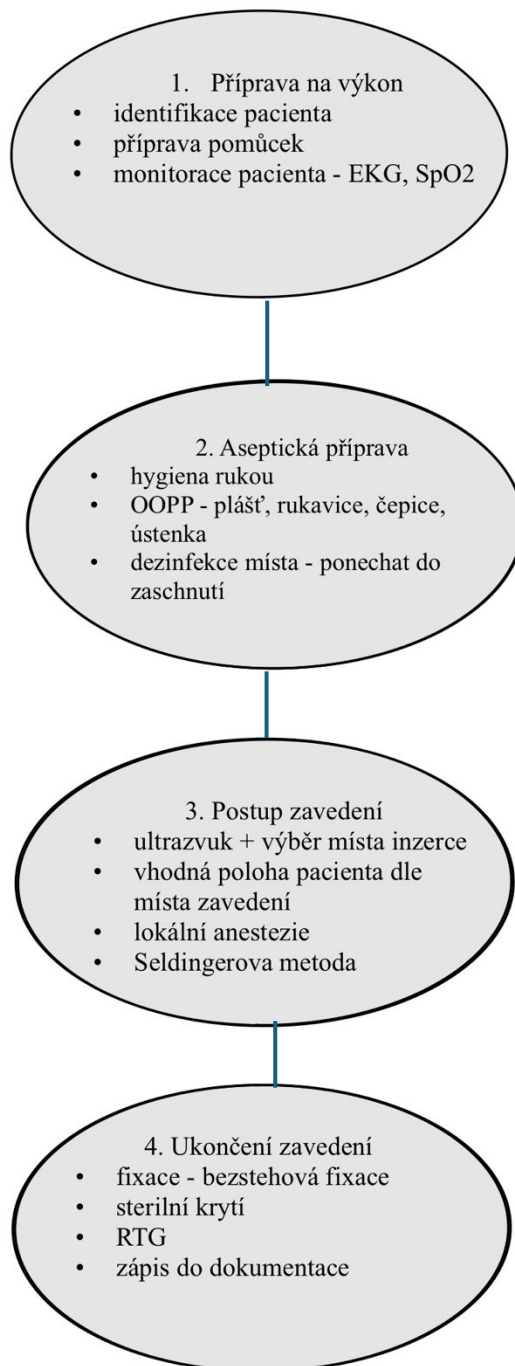 1. Příprava na výkon
• identifikace pacienta
• příprava pomůcek
• monitorace pacienta - EKG, SpO2
2. Aseptická příprava
• hygiena rukou
• OOPP - plášť, rukavice, čepice,
ústenka
• dezinfekce místa - ponechat do
zaschnutí
3. Postup zavedení
• ultrazvuk + výběr místa inzerce
• vhodná poloha pacienta dle
místa zavedení
• lokální anestezie
• Seldingerova metoda
4. Ukončení zavedení
• fixace - bezstehová fixace
• sterilní krytí
• RTG
• zápis do dokumentace